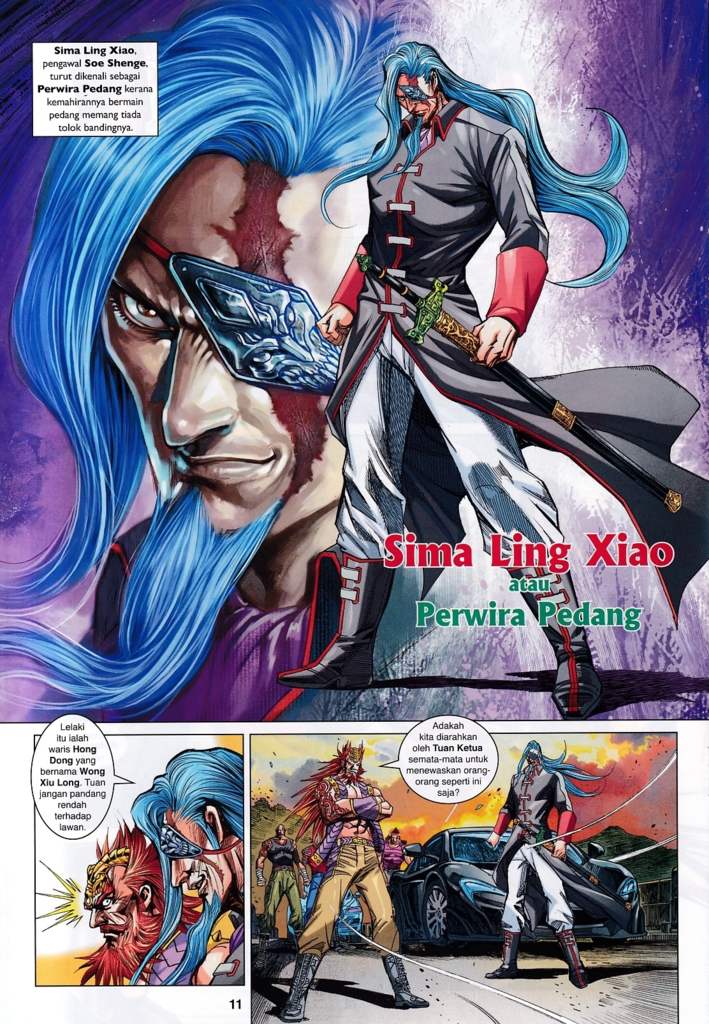 Sima Ling Xiao,
pengawal Soe Shenge,
turut dikenali sebagai
Perwira Pedang kerana
kemahirannya bermain
pedang memang tiada
tolok bandingnya.
Sima Ling Xiao
atau
Perwira Pedang
Lelaki
itu ialah
waris Hong
Dong yang
bernama Wong
Xiu Long. Tuan
jangan pandang
rendah
terhadap
lawan.
Adakah
kita diarahkan
oleh Tuan Ketua
semata-mata untuk
menewaskan orang-
orang seperti ini
saja?
11